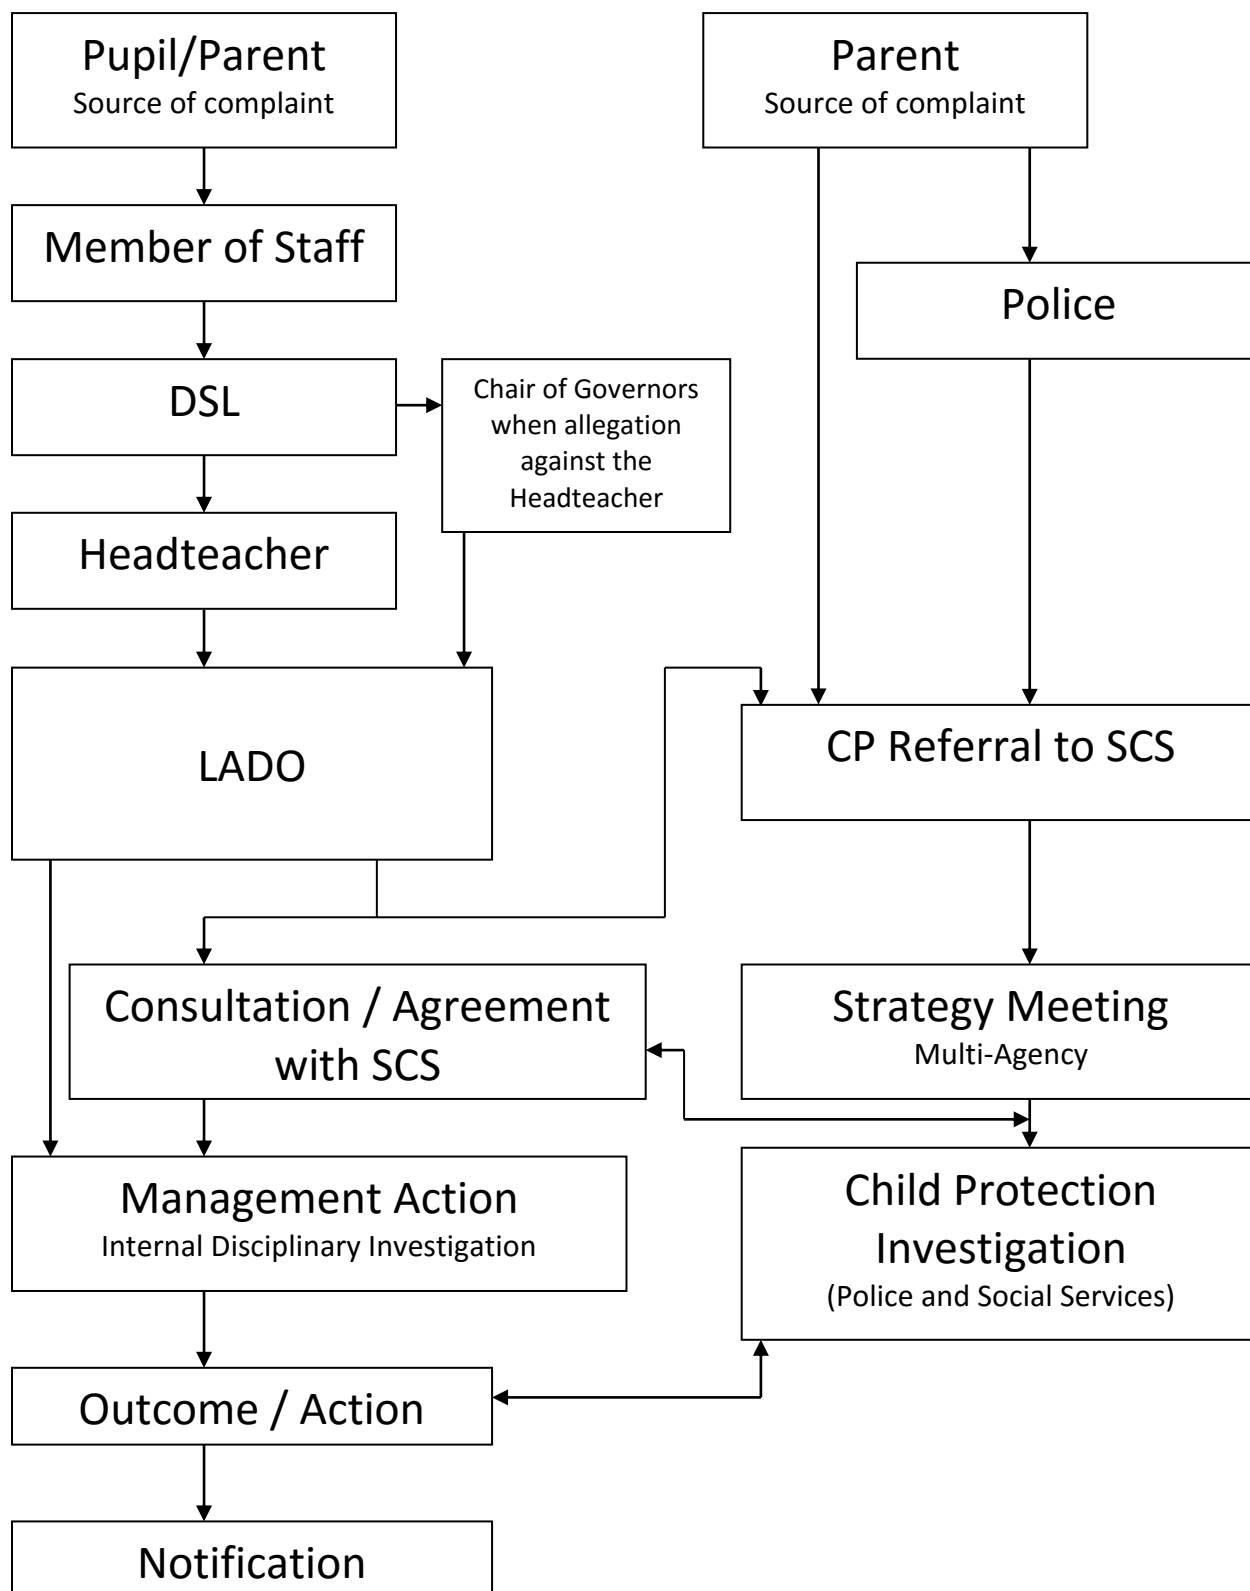 Pupil/Parent
Source of complaint
Parent
Source of complaint
Member of Staff
Police
DSL
Chair of Governors
when allegation
against the
Headteacher
Headteacher
LADO
CP Referral to SCS
Consultation / Agreement
with SCS
Strategy Meeting
Multi-Agency
Management Action
Internal Disciplinary Investigation
Child Protection
Investigation
(Police and Social Services)
Outcome / Action
Notification